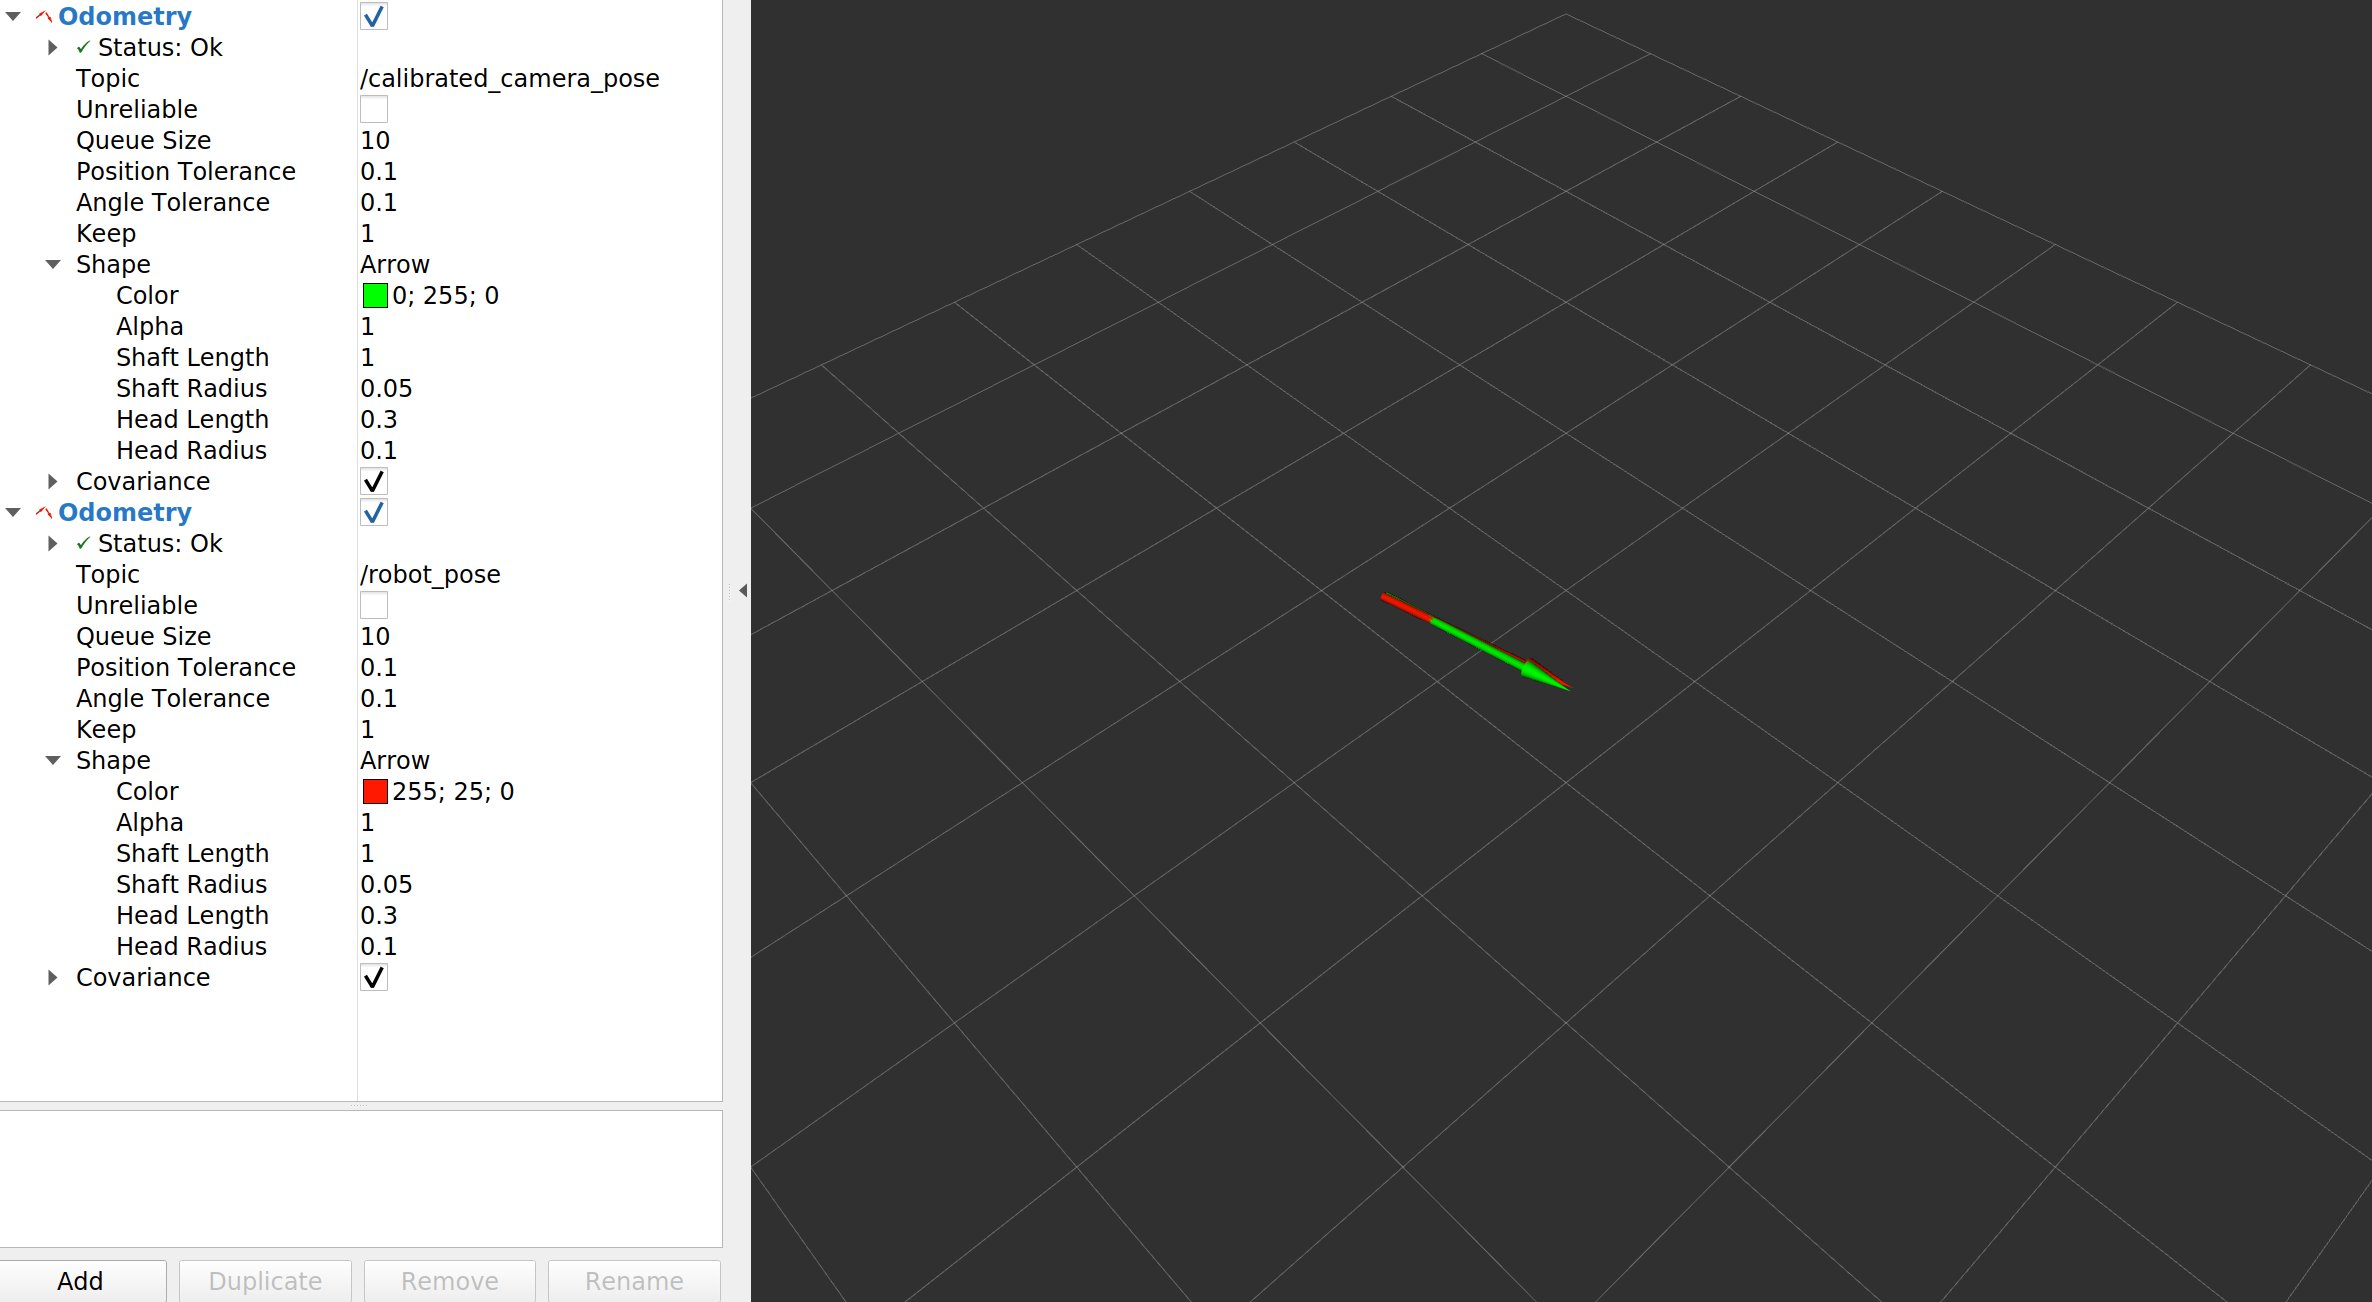 Odometry
Status: Ok
Topic /calibrated_camera_pose
Unreliable
Queue Size 10
Position Tolerance 0.1
Angle Tolerance 0.1
Keep 1
Shape Arrow
Color 0; 255; 0
Alpha 1
Shaft Length 1
Shaft Radius 0.05
Head Length 0.3
Head Radius 0.1
Covariance
Odometry
Status: Ok
Topic /robot_pose
Unreliable
Queue Size 10
Position Tolerance 0.1
Angle Tolerance 0.1
Keep 1
Shape Arrow
Color 255; 25; 0
Alpha 1
Shaft Length 1
Shaft Radius 0.05
Head Length 0.3
Head Radius 0.1
Covariance
Add Duplicate Remove Rename